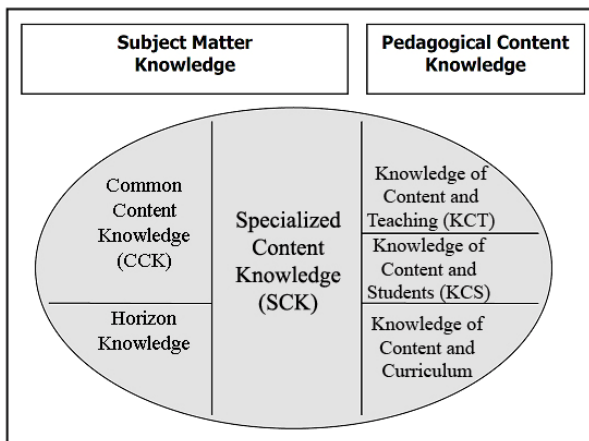 Subject Matter
Knowledge
Pedagogical Content
Knowledge
Common
Content
Knowledge
(CCK)
Horizon
Knowledge
Specialized
Content
Knowledge
(SCK)
Knowledge of
Content and
Teaching (KCT)
Knowledge of
Content and
Students (KCS)
Knowledge of
Content and
Curriculum